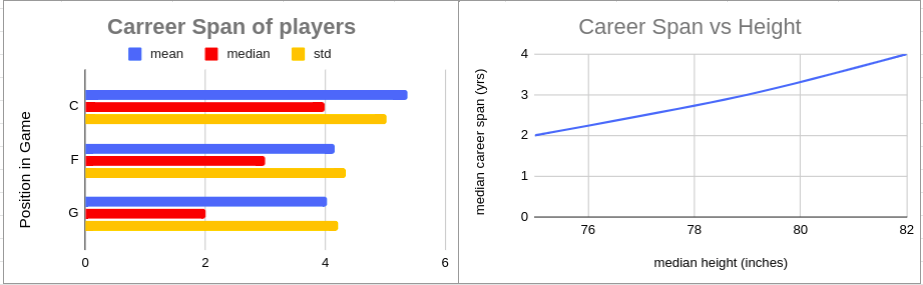 Carreer Span of players
mean median std
Position in Game
C
F
G
0 2 4 6
Career Span vs Height
median career span (yrs)
4
3
2
1
0
76 78 80 82
median height (inches)